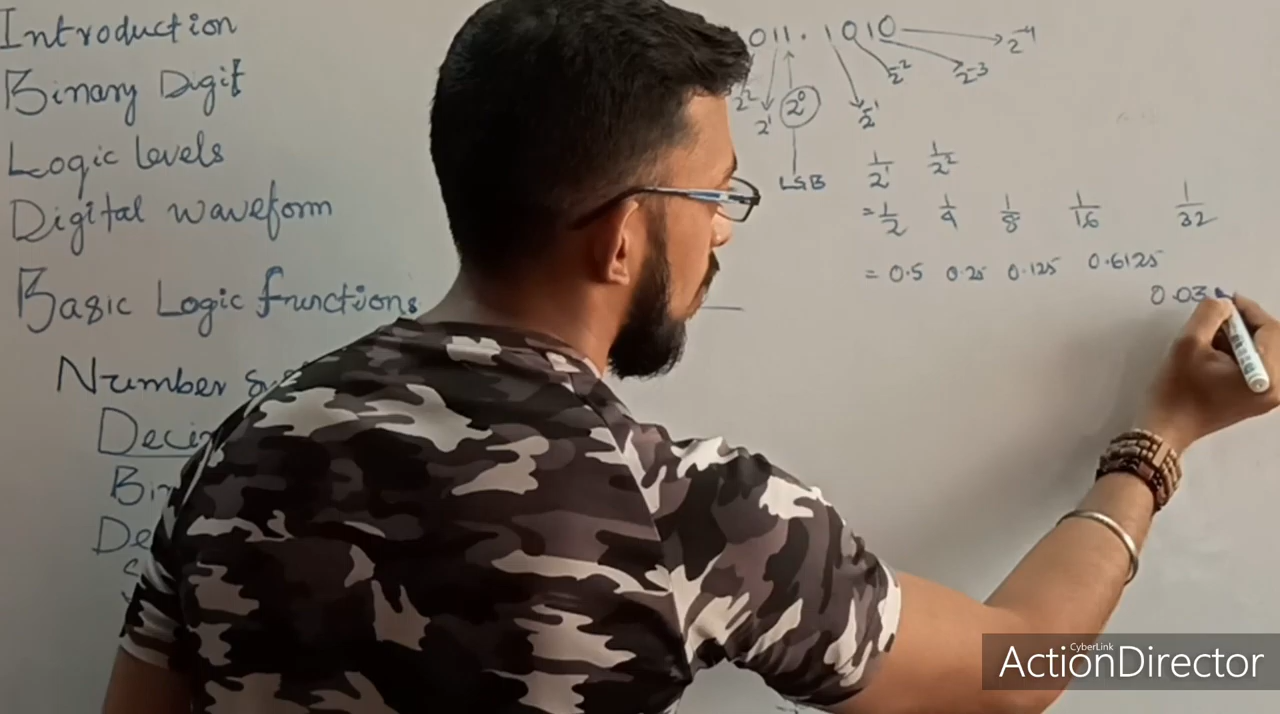 Introduction
Binary Digit
Logic levels
Digital waveform
Basic Logic functions
Number
Deci
Bi
De
011.1010
2^-4
2^-2
2^-3
2^2
2^1
2^0
2^-1
LSB
1/2^1 1/2^2
= 1/2 1/4 1/8 1/16 1/32
= 0.5 0.25 0.125 0.6125
0.03
CyberLink
ActionDirector